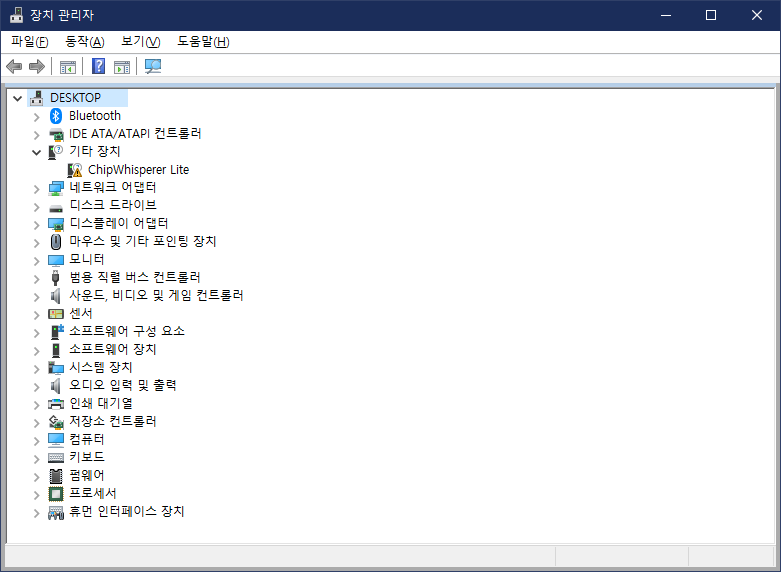 장치 관리자
파일(F) 동작(A) 보기(V) 도움말(H)
DESKTOP
Bluetooth
IDE ATA/ATAPI 컨트롤러
기타 장치
ChipWhisperer Lite
네트워크 어댑터
디스크 드라이브
디스플레이 어댑터
마우스 및 기타 포인팅 장치
모니터
범용 직렬 버스 컨트롤러
사운드, 비디오 및 게임 컨트롤러
센서
소프트웨어 구성 요소
소프트웨어 장치
시스템 장치
오디오 입력 및 출력
인쇄 대기열
저장소 컨트롤러
컴퓨터
키보드
펌웨어
프로세서
휴먼 인터페이스 장치